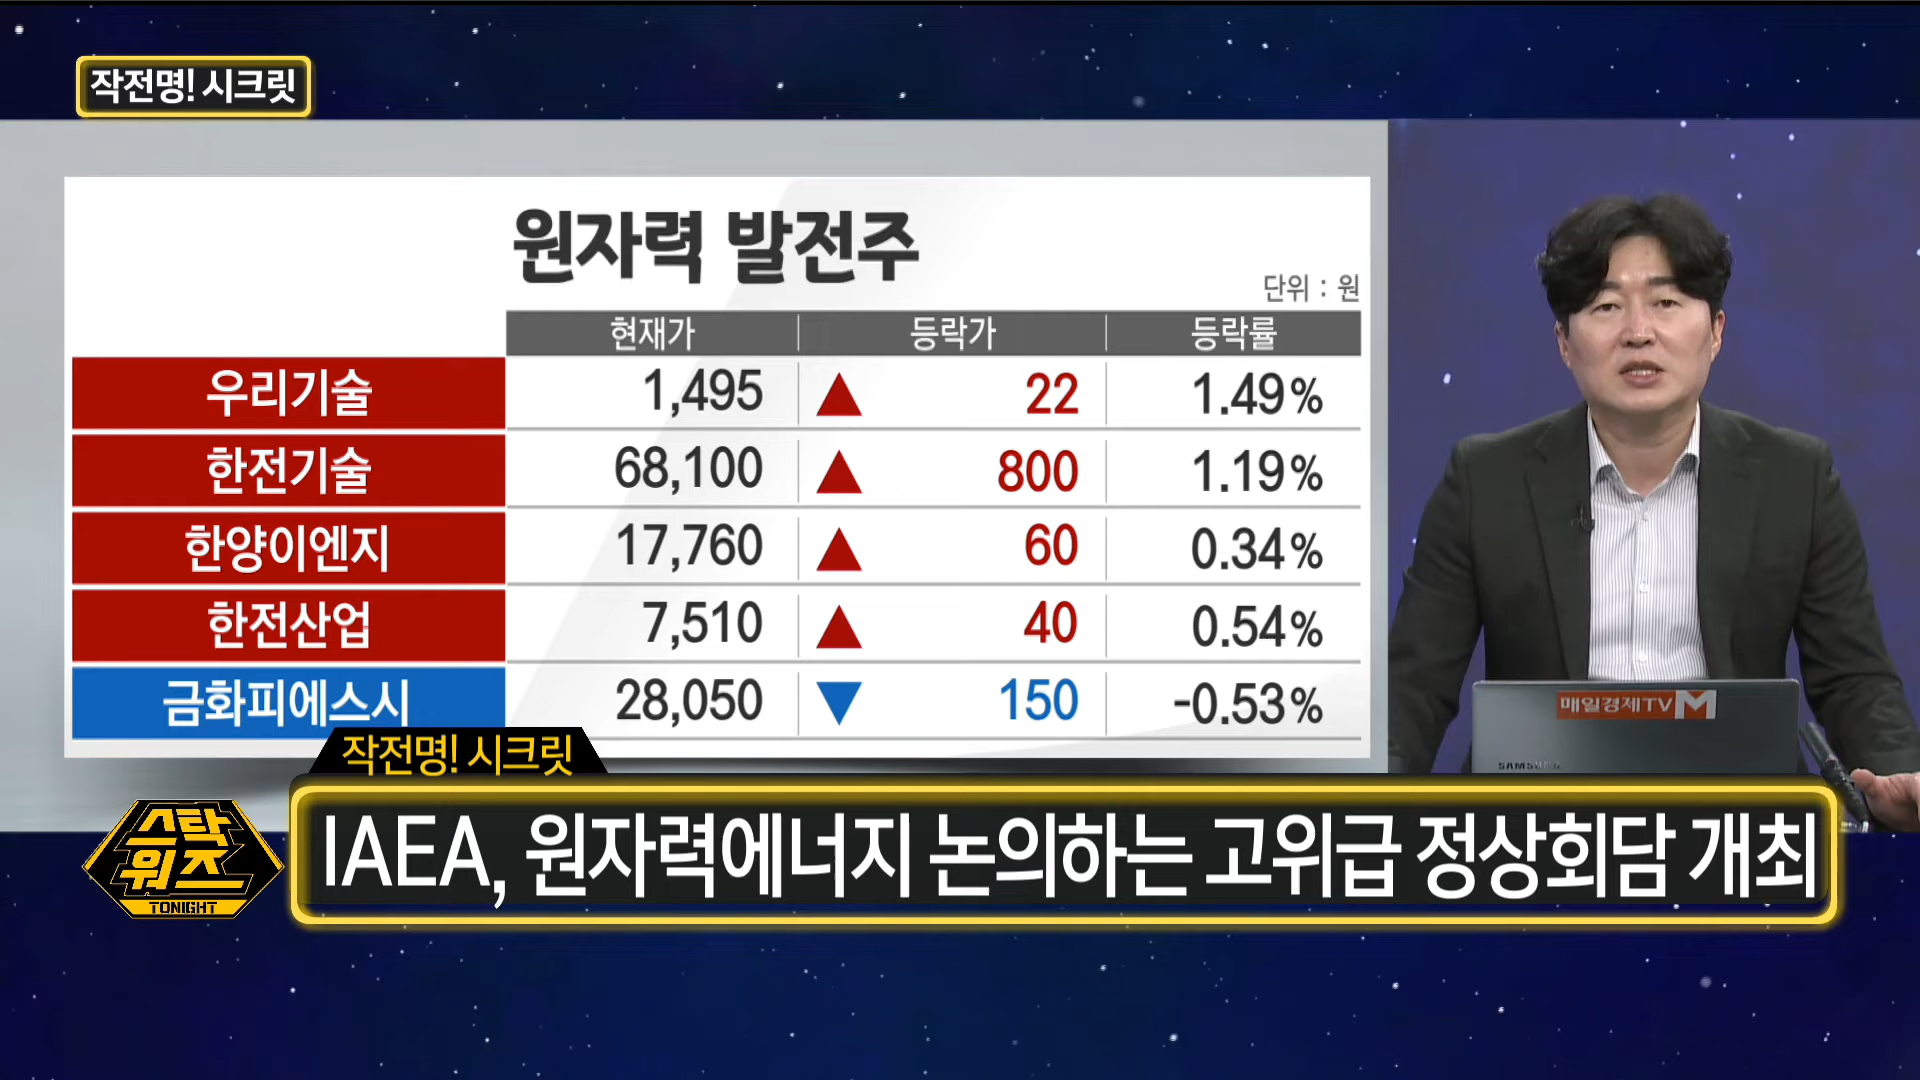 작전명! 시크릿
원자력 발전주
단위 : 원
현재가 등락가 등락률
우리기술 1,495 ▲ 22 1.49%
한전기술 68,100 ▲ 800 1.19%
한양이엔지 17,760 ▲ 60 0.34%
한전산업 7,510 ▲ 40 0.54%
금화피에스시 28,050 ▼ 150 -0.53%
매일경제TV M
SAMSUNG
작전명! 시크릿
스탁
워즈
TONIGHT
IAEA, 원자력에너지 논의하는 고위급 정상회담 개최